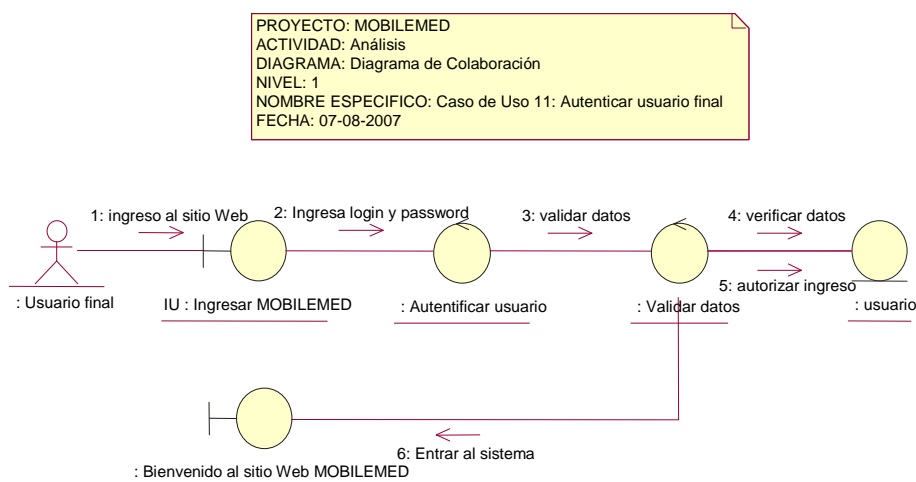 PROYECTO: MOBILEMED
ACTIVIDAD: Análisis
DIAGRAMA: Diagrama de Colaboración
NIVEL: 1
NOMBRE ESPECIFICO: Caso de Uso 11: Autenticar usuario final
FECHA: 07-08-2007
1: ingreso al sitio Web
2: Ingresa login y password
3: validar datos
4: verificar datos
5: autorizar ingreso
: Usuario final
IU : Ingresar MOBILEMED
: Autentificar usuario
: Validar datos
: usuario
6: Entrar al sistema
: Bienvenido al sitio Web MOBILEMED